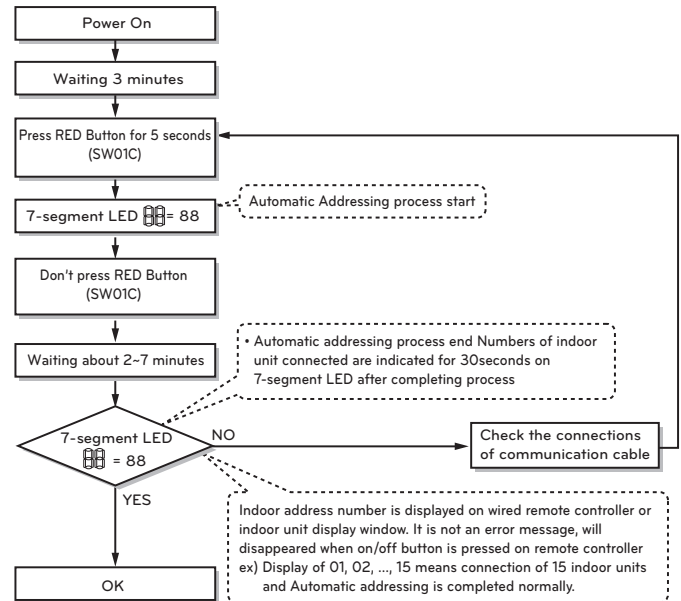 Power On
Waiting 3 minutes
Press RED Button for 5 seconds
(SW01C)
7-segment LED 88 = 88
Automatic Addressing process start
Don't press RED Button
(SW01C)
• Automatic addressing process end Numbers of indoor
unit connected are indicated for 30seconds on
7-segment LED after completing process
Waiting about 2~7 minutes
7-segment LED
88 = 88
NO
Check the connections
of communication cable
YES
Indoor address number is displayed on wired remote controller or
indoor unit display window. It is not an error message, will
disappeared when on/off button is pressed on remote controller
ex) Display of 01, 02, ..., 15 means connection of 15 indoor units
and Automatic addressing is completed normally.
OK